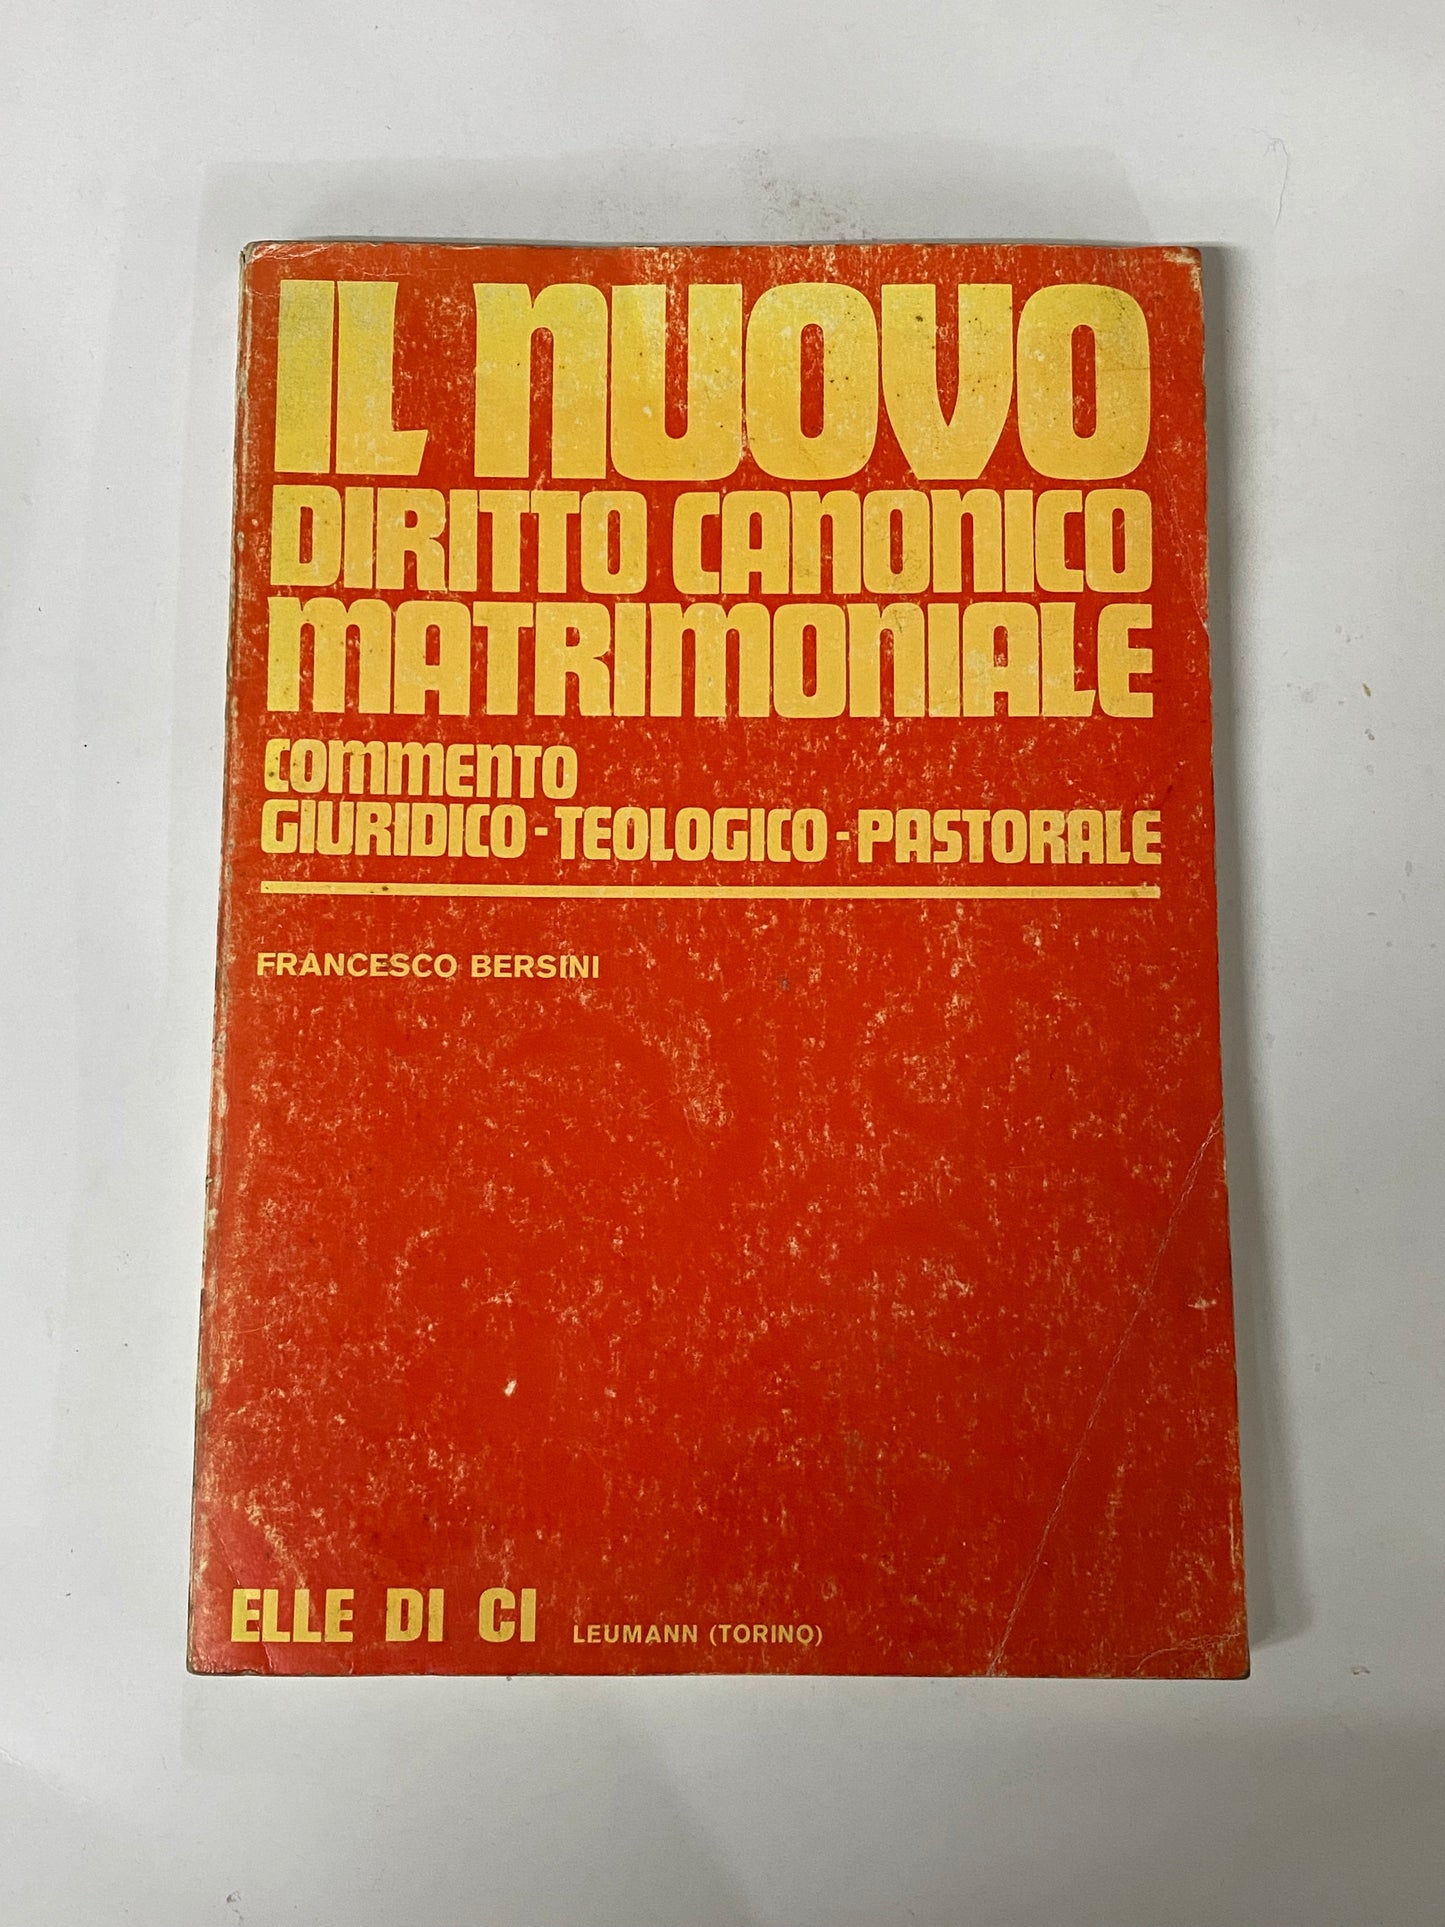 IL NUOVO
DIRITTO CANONICO
MATRIMONIALE
COMMENTO
GIURIDICO-TEOLOGICO-PASTORALE
FRANCESCO BERSINI
ELLE DI CI LEUMANN (TORINO)